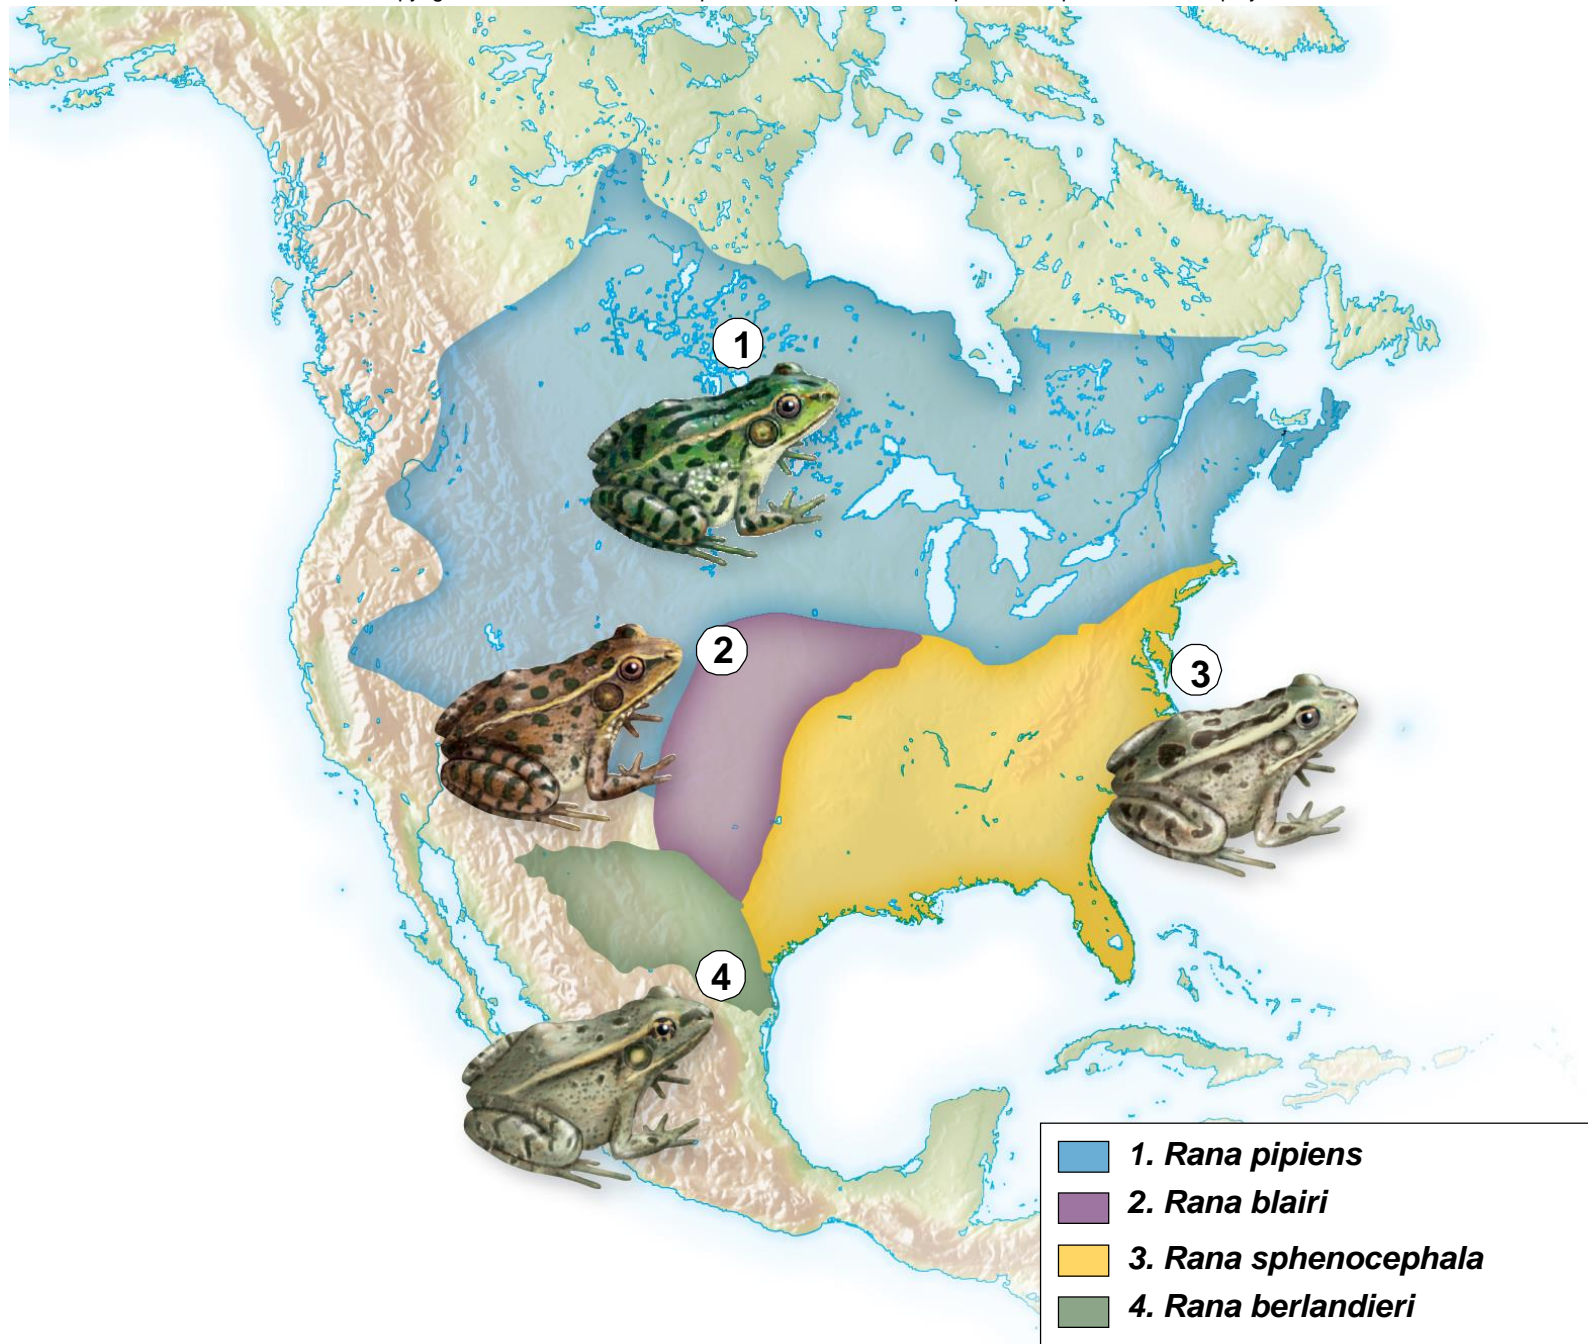 1
2
3
4
1. Rana pipiens
2. Rana blairi
3. Rana sphenocephala
4. Rana berlandieri